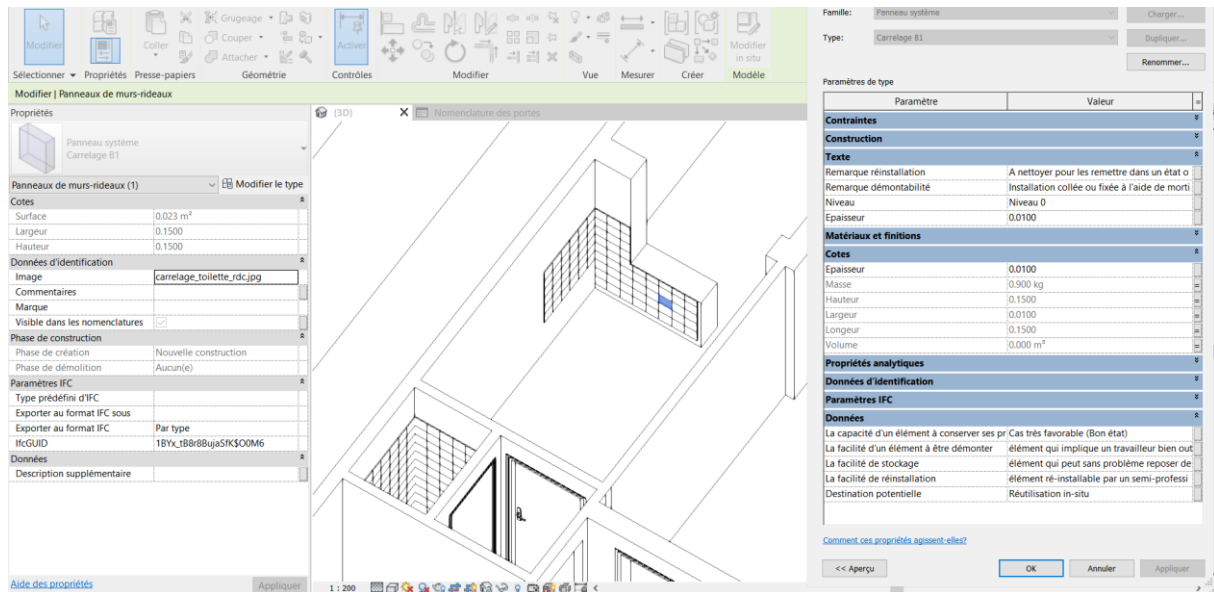 Modifier
Sélectionner
Propriétés
Coller
Presse-papiers
Grugeage
Couper
Attacher
Géométrie
Activer
Contrôles
Modifier
Vue
Mesurer
Créer
Modifier
in situ
Modèle
Modifier | Panneaux de murs-rideaux
Propriétés
Panneau système
Carrelage B1
Panneaux de murs-rideaux (1)
Modifier le type
Cotes
Surface 0.023 m²
Largeur 0.1500
Hauteur 0.1500
Données d'identification
Image carrelage_toilette_rdc.jpg
Commentaires
Marque
Visible dans les nomenclatures
Phase de construction
Phase de création Nouvelle construction
Phase de démolition Aucun(e)
Paramètres IFC
Type prédéfini d'IFC
Exporter au format IFC sous
Exporter au format IFC Par type
IfcGUID 1BYx_tB8r8BujaSfK$O0M6
Données
Description supplémentaire
Aide des propriétés
Appliquer
(3D) X
Nomenclature des portes
1 : 200
Famille: Panneau système Charger...
Type: Carrelage B1 Dupliquer...
Renommer...
Paramètres de type
Paramètre Valeur =
Contraintes
Construction
Texte
Remarque réinstallation A nettoyer pour les remettre dans un état o
Remarque démontabilité Installation collée ou fixée à l'aide de morti
Niveau Niveau 0
Epaisseur 0.0100
Matériaux et finitions
Cotes
Epaisseur 0.0100
Masse 0.900 kg
Hauteur 0.1500
Largeur 0.0100
Longeur 0.1500
Volume 0.000 m³
Propriétés analytiques
Données d'identification
Paramètres IFC
Données
La capacité d'un élément à conserver ses pr Cas très favorable (Bon état)
La facilité d'un élément à être démonter élément qui implique un travailleur bien out
La facilité de stockage élément qui peut sans problème reposer de
La facilité de réinstallation élément ré-installable par un semi-professi
Destination potentielle Réutilisation in-situ
Comment ces propriétés agissent-elles?
<< Aperçu OK Annuler Appliquer